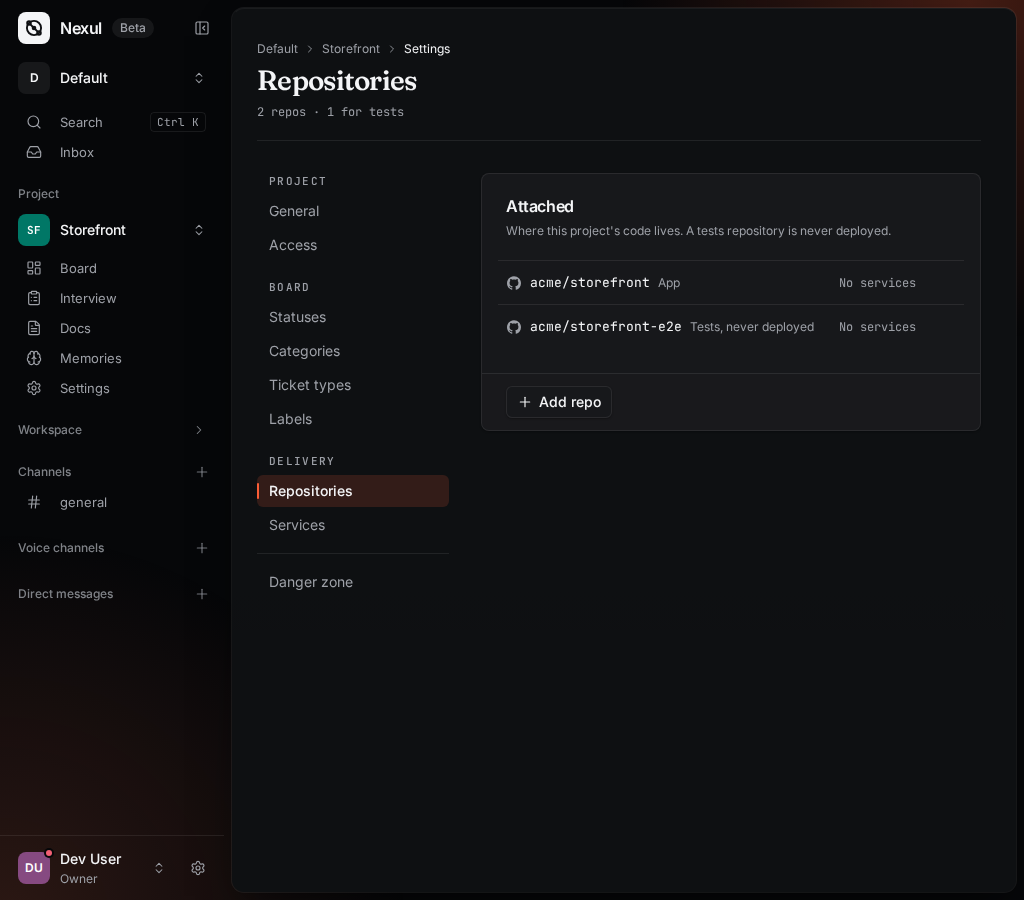 Nexul Beta
D Default
Search Ctrl K
Inbox
Project
SF Storefront
Board
Interview
Docs
Memories
Settings
Workspace
Channels
# general
Voice channels
Direct messages
DU Dev User
Owner
Default > Storefront > Settings
Repositories
2 repos · 1 for tests
PROJECT
General
Access
BOARD
Statuses
Categories
Ticket types
Labels
DELIVERY
Repositories
Services
Danger zone
Attached
Where this project's code lives. A tests repository is never deployed.
acme/storefront App No services
acme/storefront-e2e Tests, never deployed No services
+ Add repo